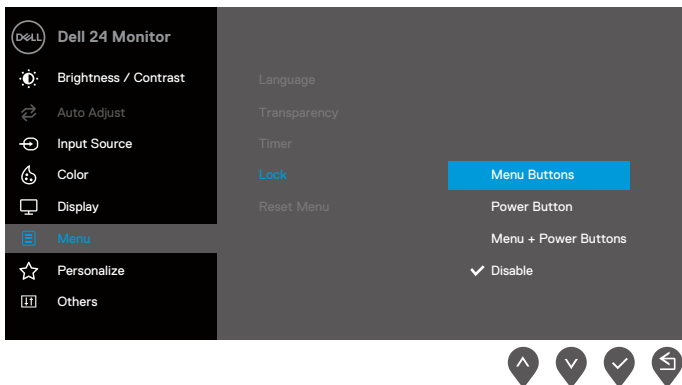 DELL Dell 24 Monitor
Brightness / Contrast
Auto Adjust
Input Source
Color
Display
Menu
Personalize
Others
Language
Transparency
Timer
Lock
Reset Menu
Menu Buttons
Power Button
Menu + Power Buttons
Disable